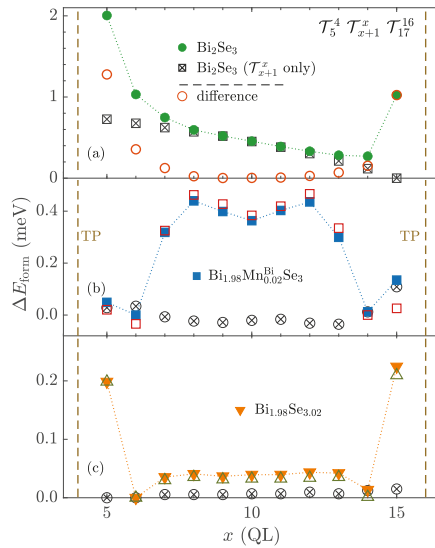 2
𝒯₅⁴ 𝒯ₓ₊₁ˣ 𝒯₁₇¹⁶
Bi₂Se₃
Bi₂Se₃ (𝒯ₓ₊₁ˣ only)
1
difference
(a)
0
0.4
TP TP
ΔE_form (meV)
0.2
Bi₁.₉₈Mn₀.₀₂^Bi Se₃
(b)
0.0
0.2
Bi₁.₉₈Se₃.₀₂
0.1
(c)
0.0
5 10 15
x (QL)